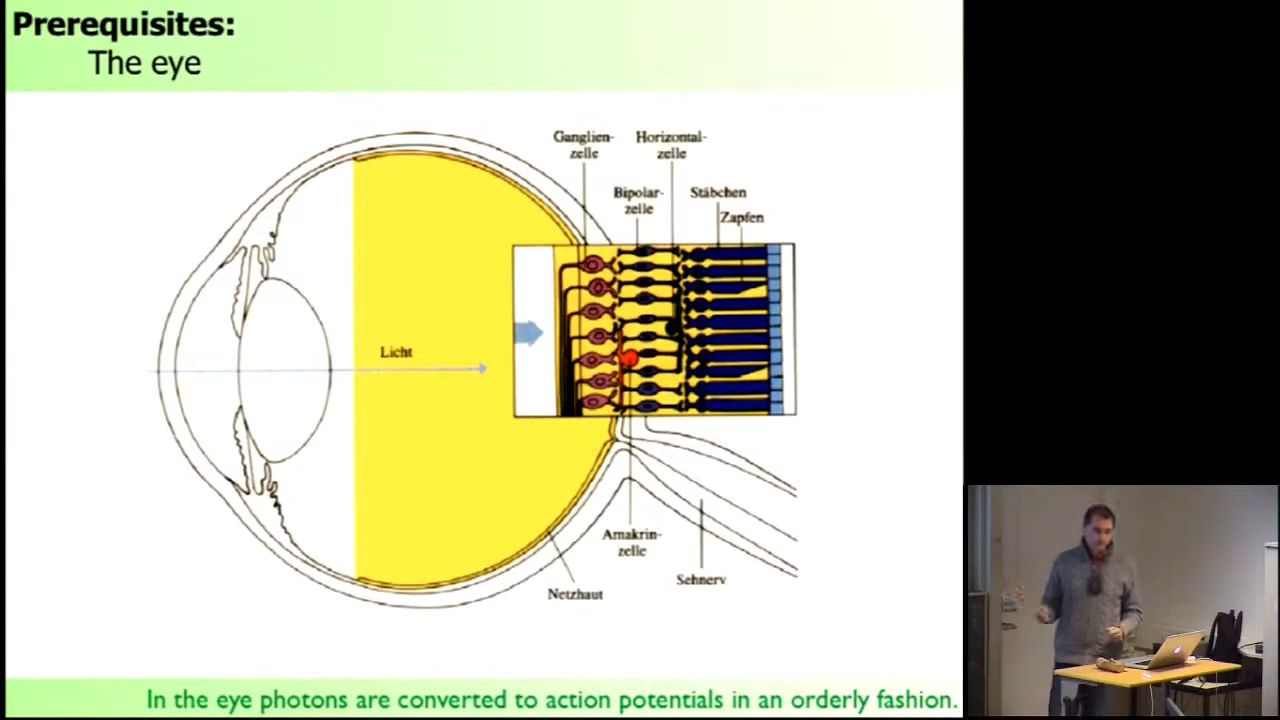 Prerequisites:
The eye
Ganglien-
zelle
Horizontal-
zelle
Bipolar-
zelle
Stäbchen
Zapfen
Licht
Amakrin-
zelle
Sehnerv
Netzhaut
In the eye photons are converted to action potentials in an orderly fashion.